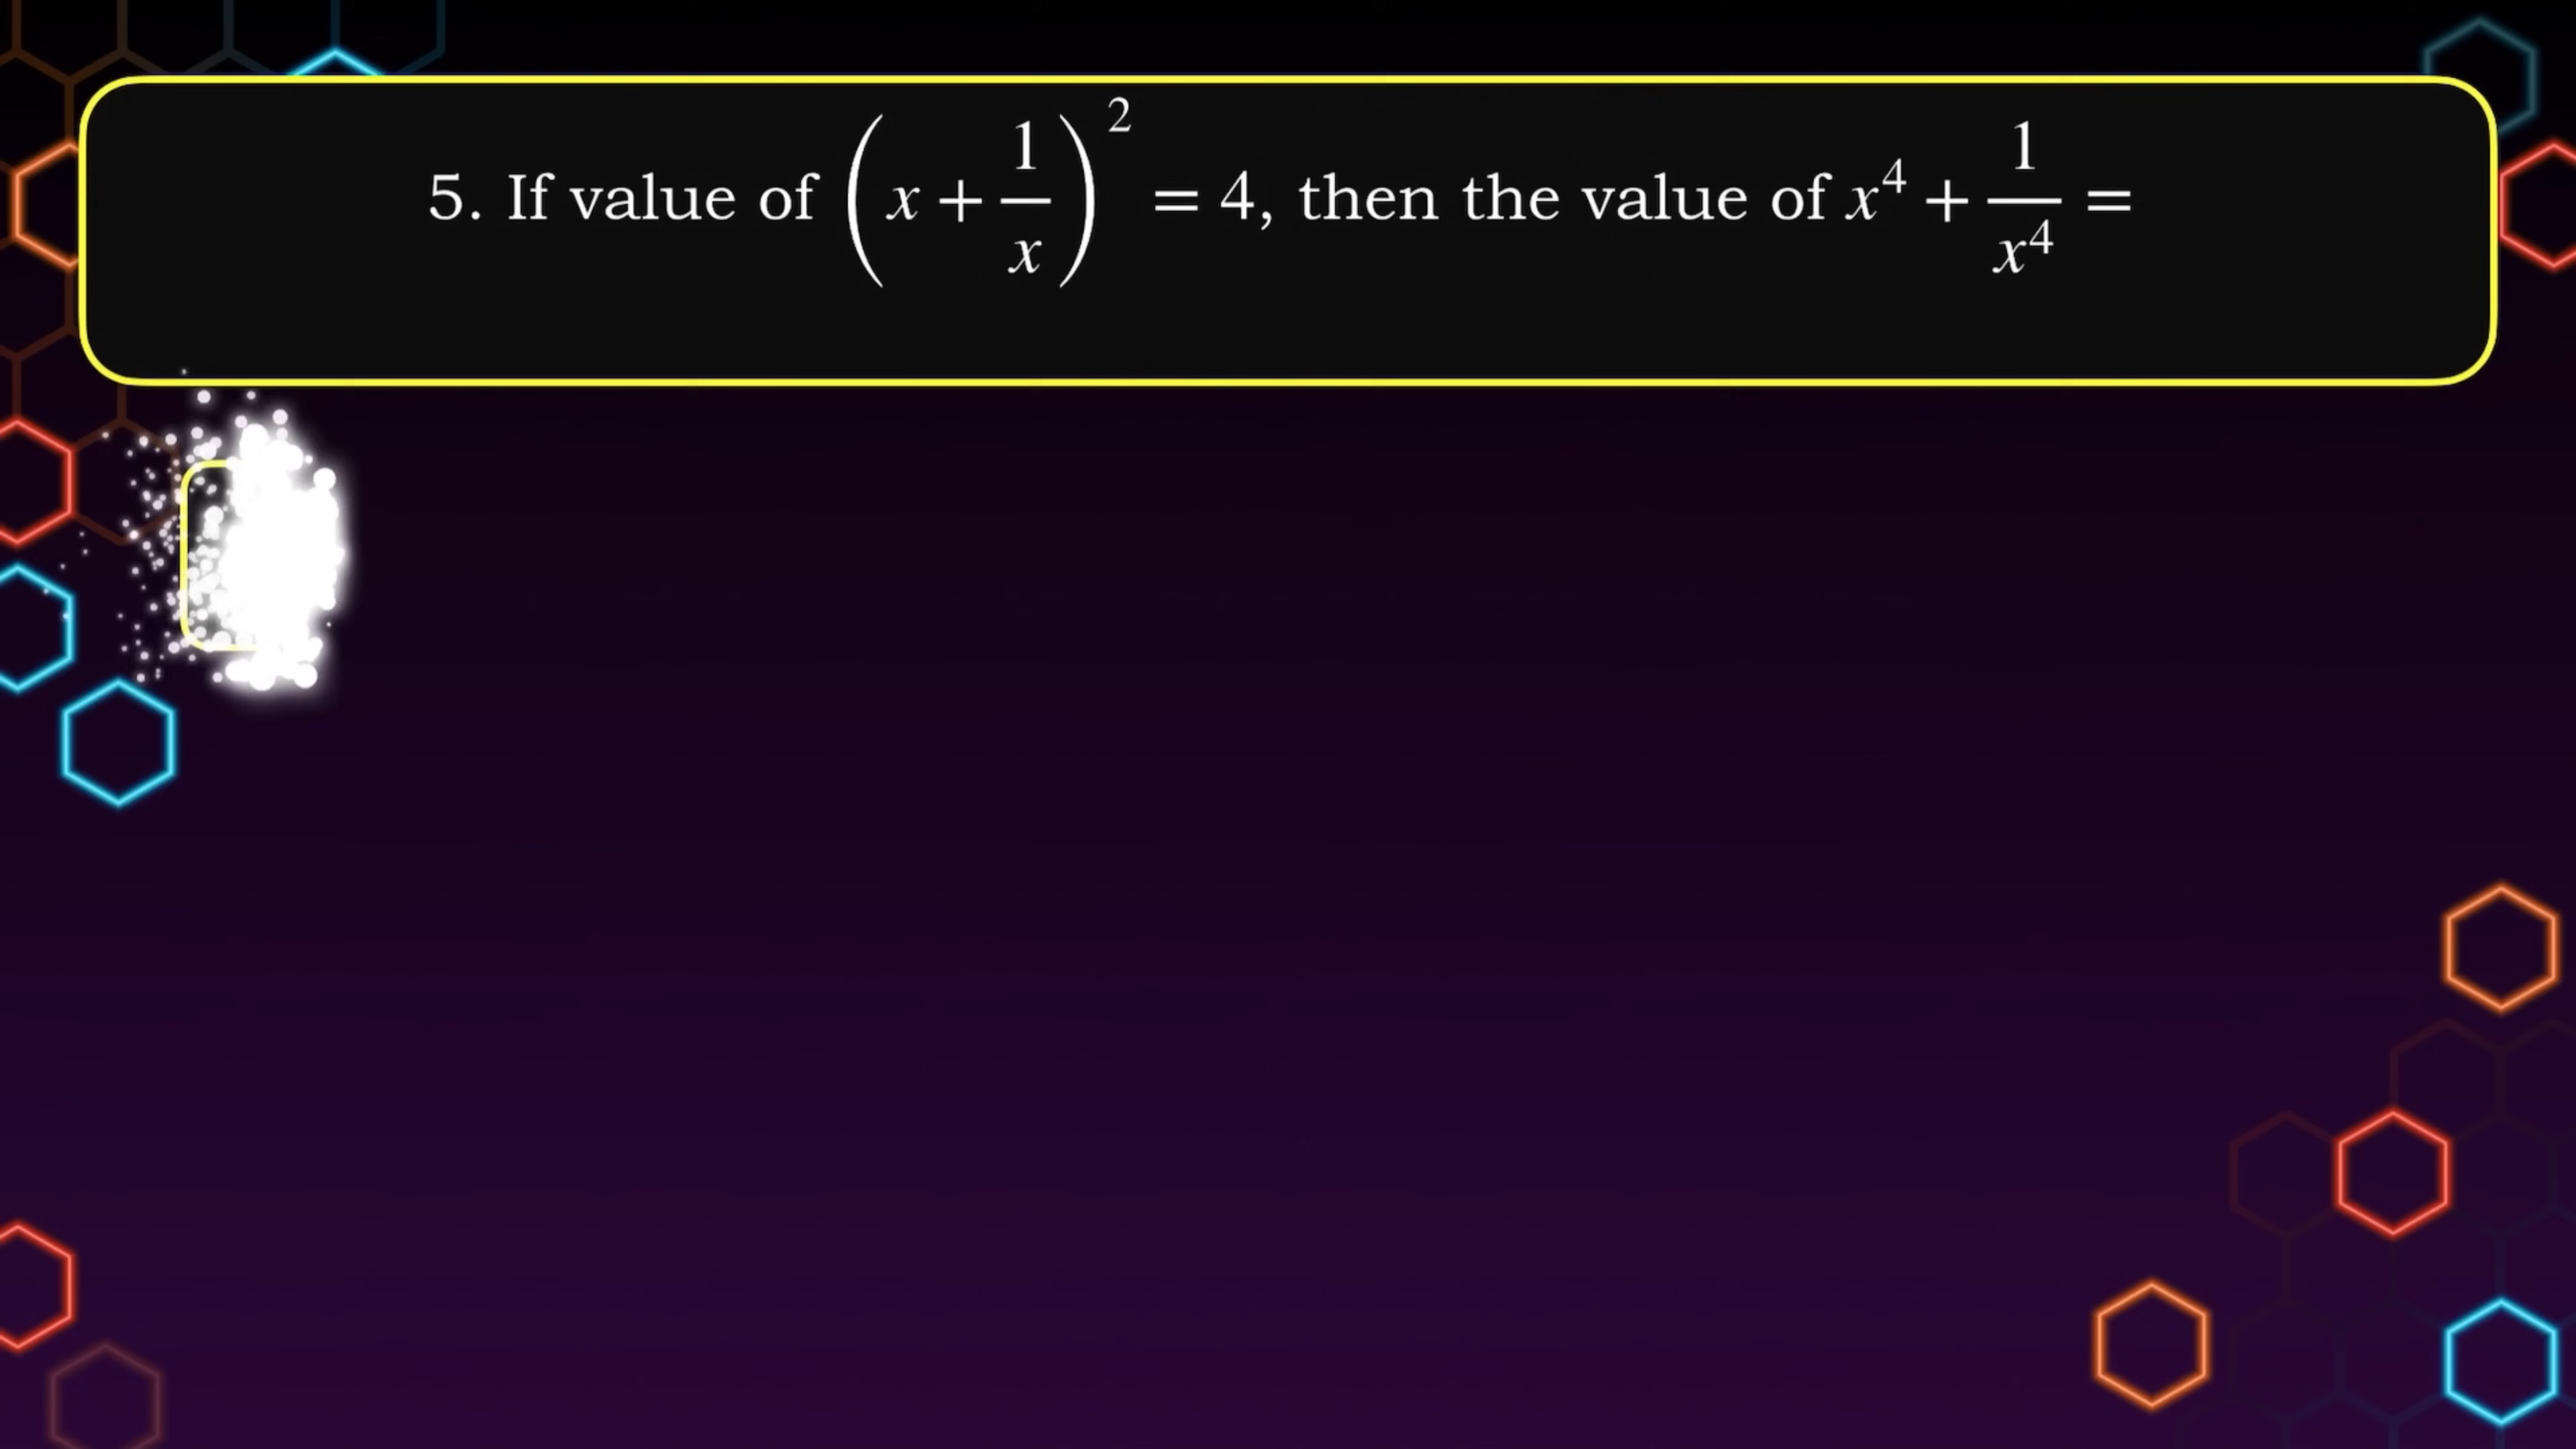 5. If value of (x + 1/x)² = 4, then the value of x⁴ + 1/x⁴ =